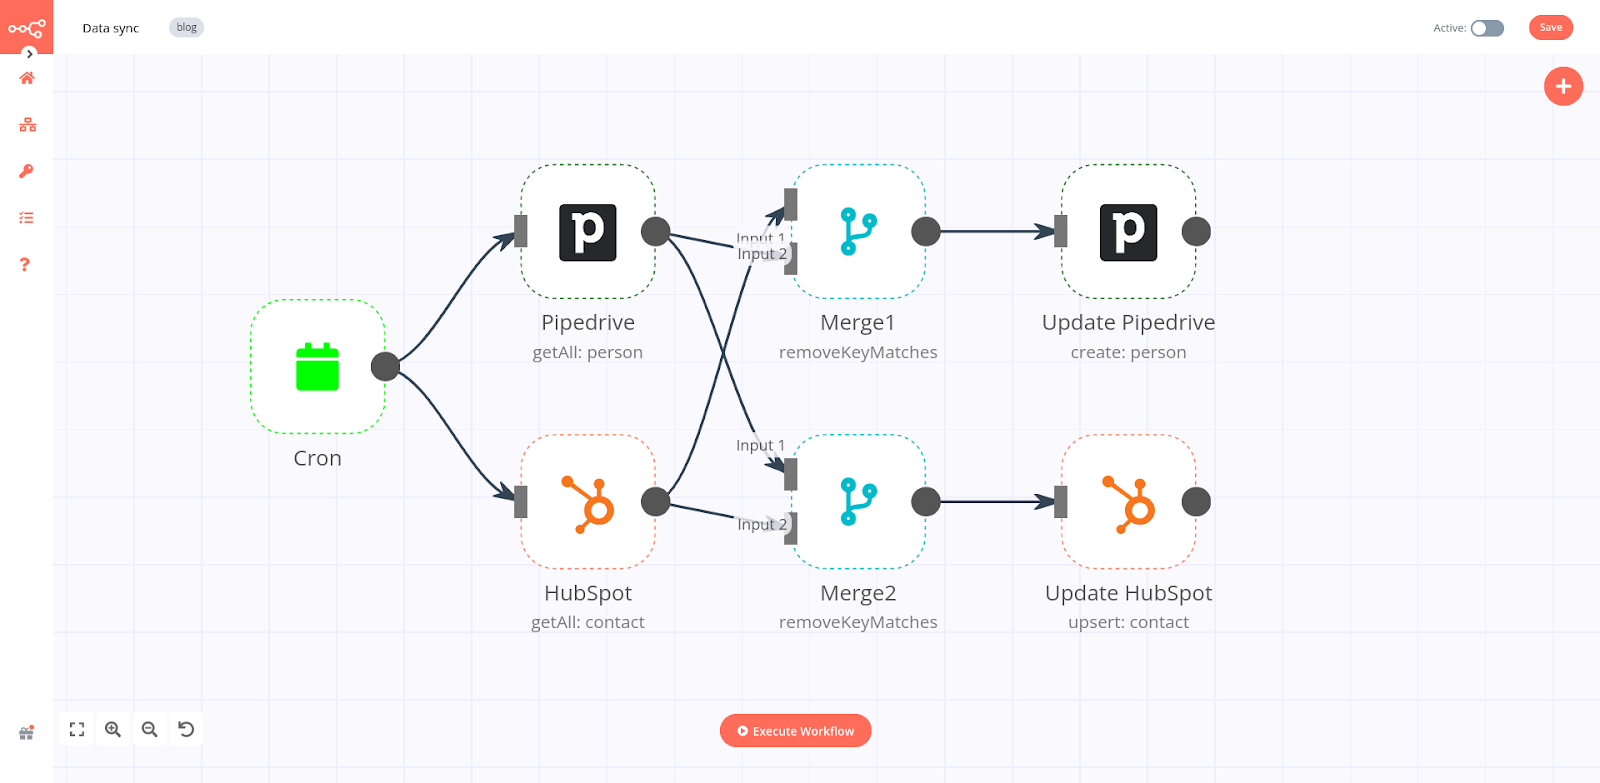 Data sync
blog
Active:
Save
Input 1
Input 2
Pipedrive
getAll: person
Merge1
removeKeyMatches
Update Pipedrive
create: person
Cron
Input 1
Input 2
HubSpot
getAll: contact
Merge2
removeKeyMatches
Update HubSpot
upsert: contact
Execute Workflow